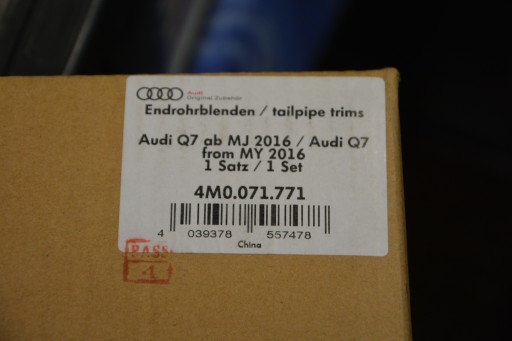 Audi
Original Zubehör
Endrohrblenden / tailpipe trims
Audi Q7 ab MJ 2016 / Audi Q7
from MY 2016
1 Satz / 1 Set
4M0.071.771
4 039378 557478
China
PASS
1